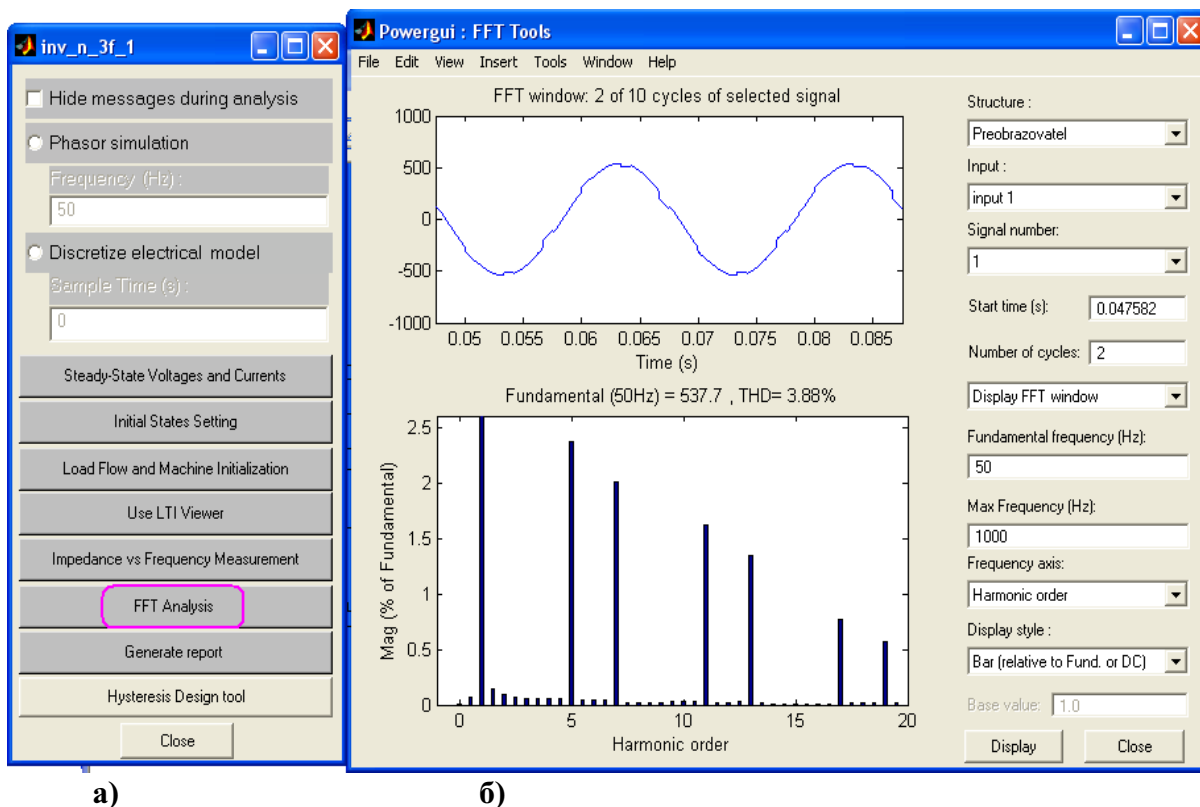 inv_n_3f_1
Hide messages during analysis
Phasor simulation
Frequency (Hz) :
50
Discretize electrical model
Sample Time (s) :
0
Steady-State Voltages and Currents
Initial States Setting
Load Flow and Machine Initialization
Use LTI Viewer
Impedance vs Frequency Measurement
FFT Analysis
Generate report
Hysteresis Design tool
Close
а)
Powergui : FFT Tools
File Edit View Insert Tools Window Help
FFT window: 2 of 10 cycles of selected signal
1000
500
0
-500
-1000
0.05 0.055 0.06 0.065 0.07 0.075 0.08 0.085
Time (s)
Fundamental (50Hz) = 537.7 , THD= 3.88%
2.5
2
1.5
1
0.5
0
Mag (% of Fundamental)
0 5 10 15 20
Harmonic order
Structure :
Preobrazovatel
Input :
input 1
Signal number:
1
Start time (s): 0.047582
Number of cycles: 2
Display FFT window
Fundamental frequency (Hz):
50
Max Frequency (Hz):
1000
Frequency axis:
Harmonic order
Display style :
Bar (relative to Fund. or DC)
Base value: 1.0
Display Close
б)